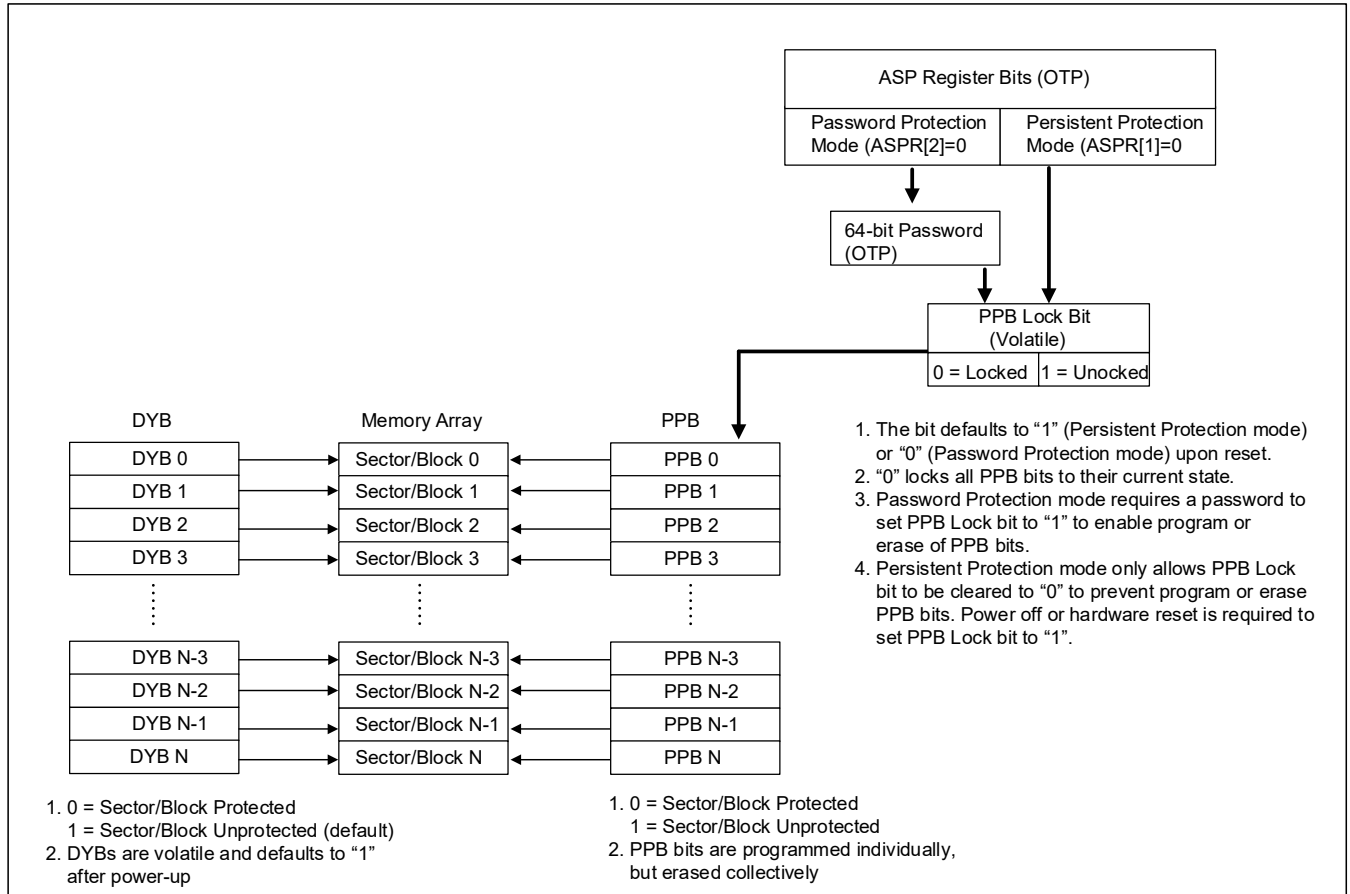 ASP Register Bits (OTP)
Password Protection
Mode (ASPR[2]=0
Persistent Protection
Mode (ASPR[1]=0
64-bit Password
(OTP)
PPB Lock Bit
(Volatile)
0 = Locked
1 = Unocked
1. The bit defaults to “1” (Persistent Protection mode)
or “0” (Password Protection mode) upon reset.
2. “0” locks all PPB bits to their current state.
3. Password Protection mode requires a password to
set PPB Lock bit to “1” to enable program or
erase of PPB bits.
4. Persistent Protection mode only allows PPB Lock
bit to be cleared to “0” to prevent program or erase
PPB bits. Power off or hardware reset is required to
set PPB Lock bit to “1”.
DYB
Memory Array
PPB
DYB 0
Sector/Block 0
PPB 0
DYB 1
Sector/Block 1
PPB 1
DYB 2
Sector/Block 2
PPB 2
DYB 3
Sector/Block 3
PPB 3
DYB N-3
Sector/Block N-3
PPB N-3
DYB N-2
Sector/Block N-2
PPB N-2
DYB N-1
Sector/Block N-1
PPB N-1
DYB N
Sector/Block N
PPB N
1. 0 = Sector/Block Protected
1 = Sector/Block Unprotected (default)
2. DYBs are volatile and defaults to “1”
after power-up
1. 0 = Sector/Block Protected
1 = Sector/Block Unprotected
2. PPB bits are programmed individually,
but erased collectively